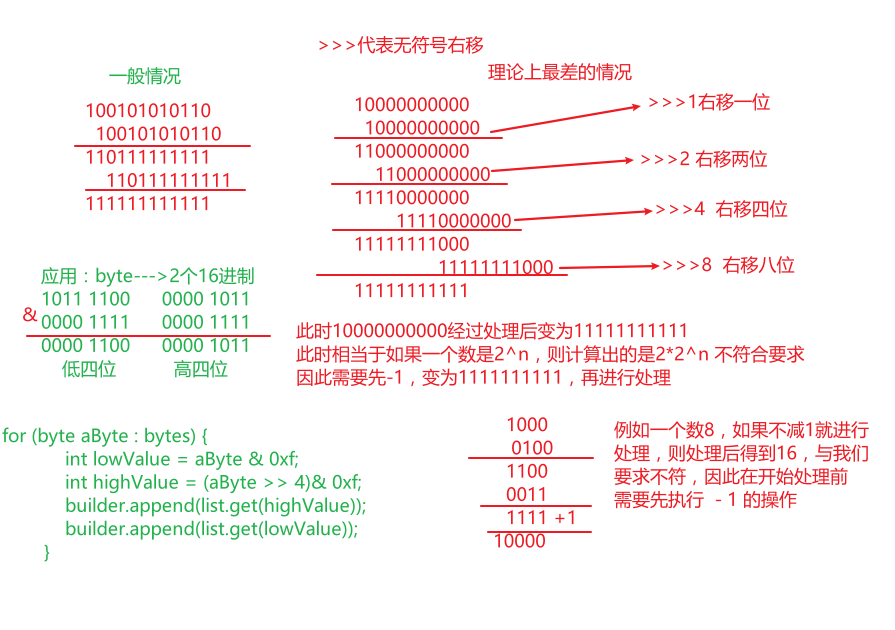 >>>代表无符号右移
一般情况
100101010110
100101010110
110111111111
110111111111
111111111111
理论上最差的情况
10000000000
10000000000
>>>1右移一位
11000000000
11000000000
>>>2 右移两位
11110000000
11110000000
>>>4 右移四位
11111111000
11111111000
>>>8 右移八位
11111111111
应用：byte--->2个16进制
1011 1100 0000 1011
&
0000 1111 0000 1111
0000 1100 0000 1011
低四位 高四位
此时10000000000经过处理后变为11111111111
此时相当于如果一个数是2^n，则计算出的是2*2^n 不符合要求
因此需要先-1，变为1111111111，再进行处理
for (byte aByte : bytes) {
int lowValue = aByte & 0xf;
int highValue = (aByte >> 4)& 0xf;
builder.append(list.get(highValue));
builder.append(list.get(lowValue));
}
1000
0100
1100
0011
1111 +1
10000
例如一个数8，如果不减1就进行
处理，则处理后得到16，与我们
要求不符，因此在开始处理前
需要先执行 - 1 的操作